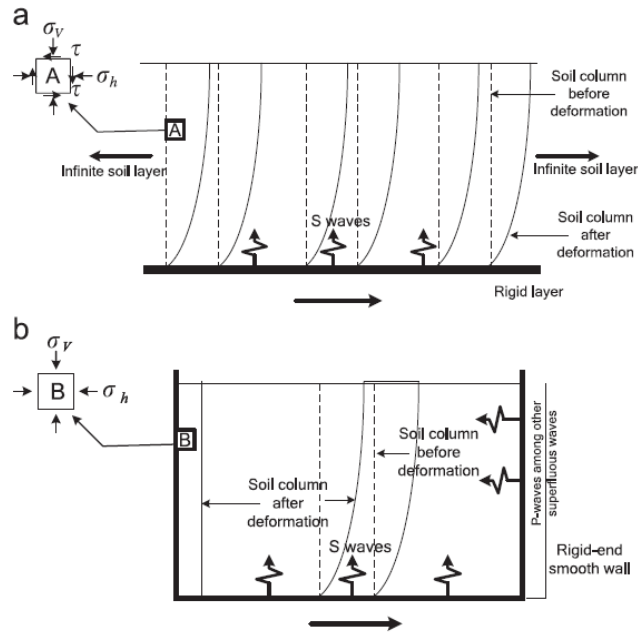 a
σV
τ
A
σh
τ
A
Soil column
before
deformation
Infinite soil layer
Infinite soil layer
S waves
Soil column
after
deformation
Rigid layer
b
σV
B
σh
B
Soil column
before
deformation
Soil column
after
deformation
S waves
P-waves among other
superfluous waves
Rigid-end
smooth wall